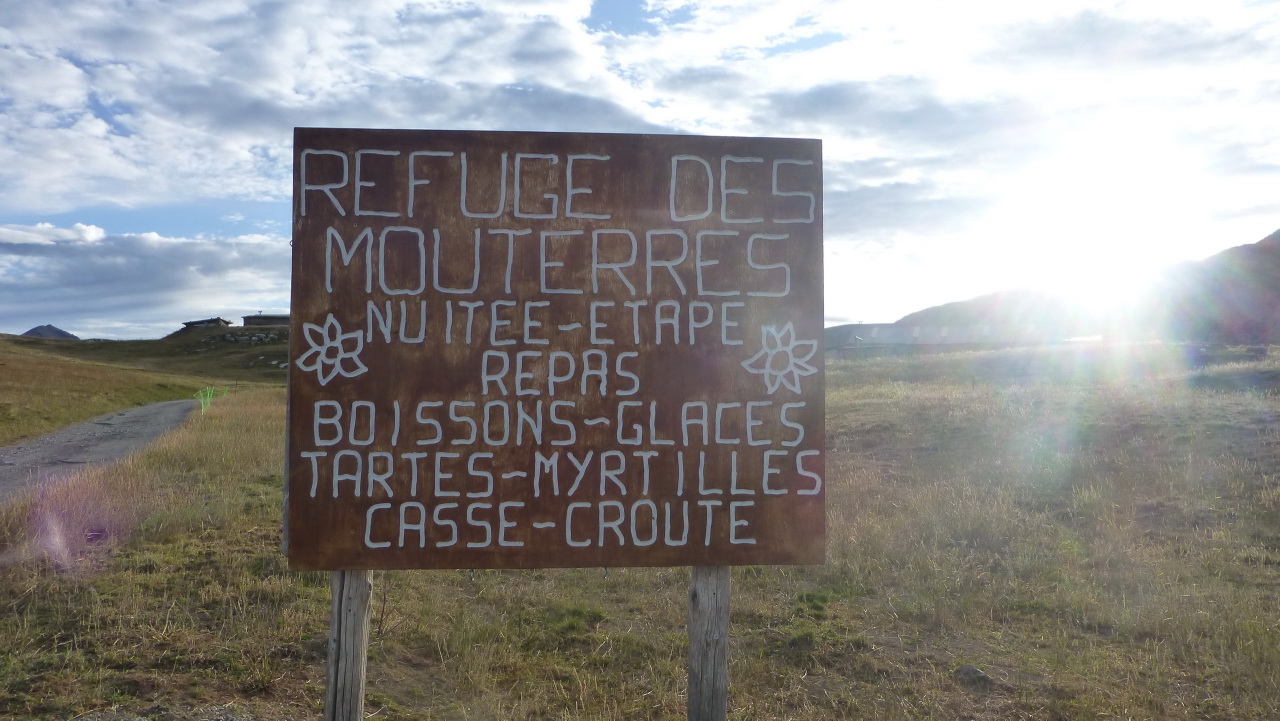 REFUGE DES
MOUTERRES
NUITEE-ETAPE
REPAS
BOISSONS-GLACES
TARTES-MYRTILLES
CASSE-CROUTE